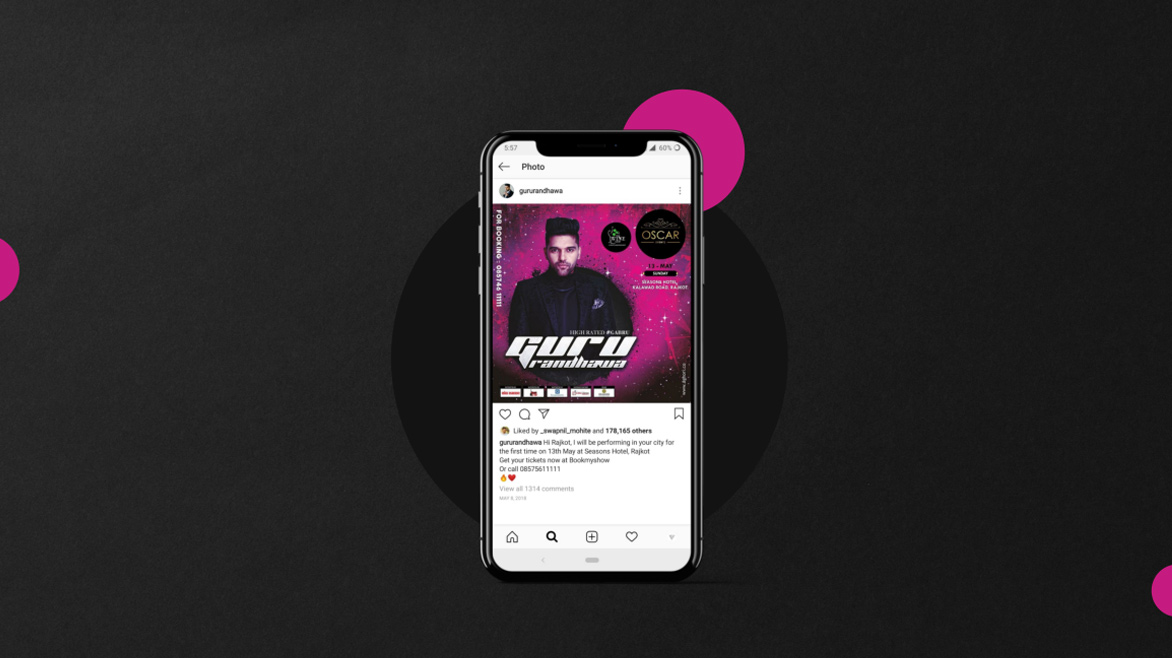 5:57
60%
Photo
gururandhawa
FOR BOOKING : 085746 11111
OSCAR
13 - MAY
SUNDAY
SEASONS HOTEL,
KALAWAD ROAD, RAJKOT
HIGH RATED #GABRU
GURU
randhawa
Liked by _swapnil_mohite and 178,165 others
gururandhawa Hi Rajkot, I will be performing in your city for
the first time on 13th May at Seasons Hotel, Rajkot
Get your tickets now at Bookmyshow
Or call 08575611111
🔥❤️
View all 1314 comments
MAY 8, 2018